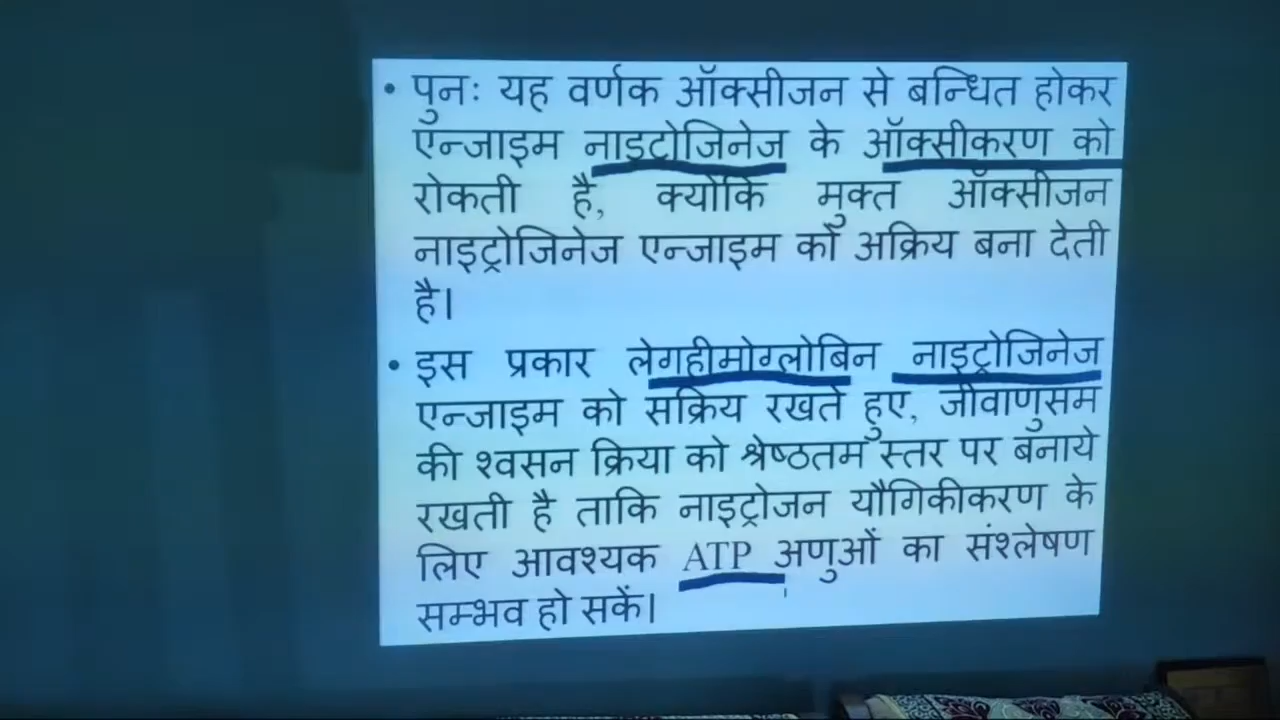 • पुनः यह वर्णक ऑक्सीजन से बन्धित होकर
एन्जाइम नाइट्रोजिनेज के ऑक्सीकरण को
रोकती है, क्योंकि मुक्त ऑक्सीजन
नाइट्रोजिनेज एन्जाइम को अक्रिय बना देती
है।
• इस प्रकार लेगहीमोग्लोबिन नाइट्रोजिनेज
एन्जाइम को सक्रिय रखते हुए, जीवाणुसम
की श्वसन क्रिया को श्रेष्ठतम स्तर पर बनाये
रखती है ताकि नाइट्रोजन यौगिकीकरण के
लिए आवश्यक ATP अणुओं का संश्लेषण
सम्भव हो सकें।